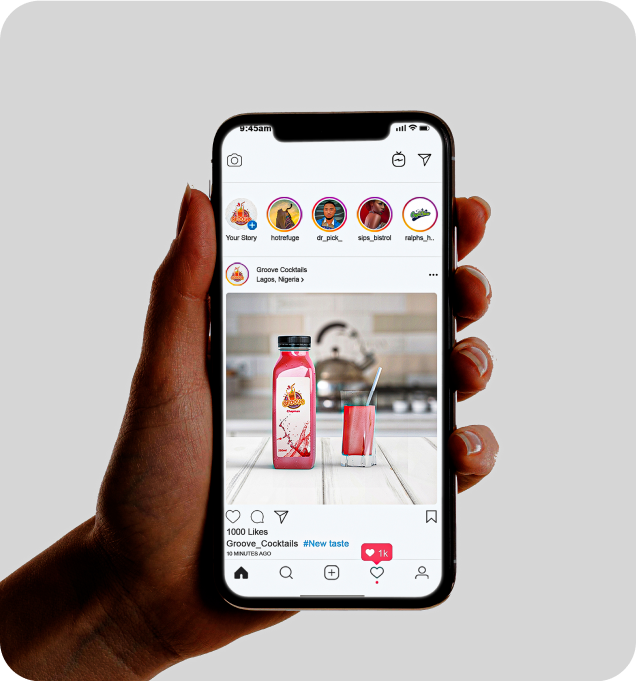 9:45am
Your Story
hotrefuge
dr_pick_
sips_bistrol
ralphs_h..
Groove Cocktails
Lagos, Nigeria ›
•••
Chapman
1000 Likes
Groove_Cocktails #New taste
10 MINUTES AGO
1k